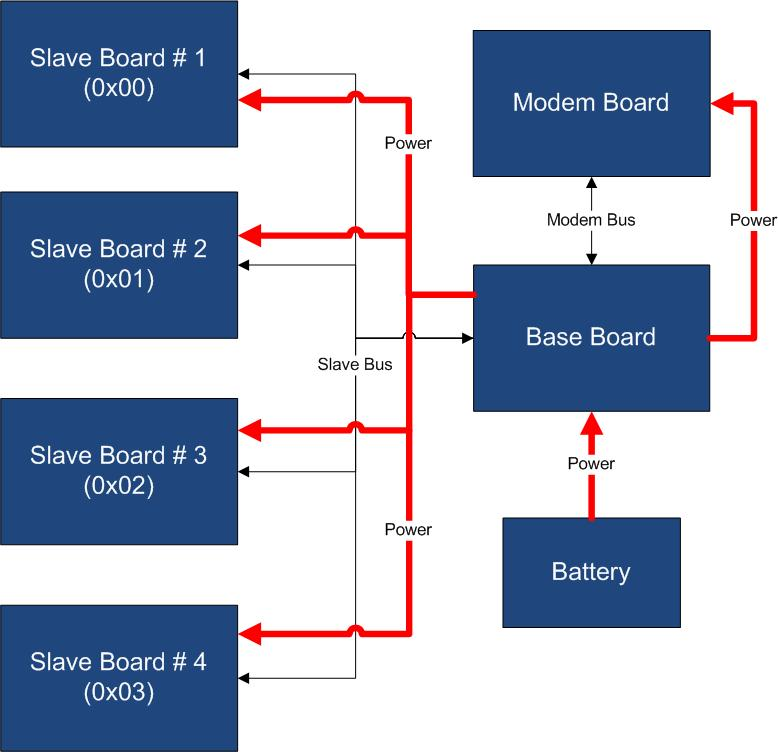 Slave Board # 1
(0x00)
Modem Board
Power
Slave Board # 2
(0x01)
Modem Bus
Power
Base Board
Slave Bus
Slave Board # 3
(0x02)
Power
Power
Battery
Slave Board # 4
(0x03)